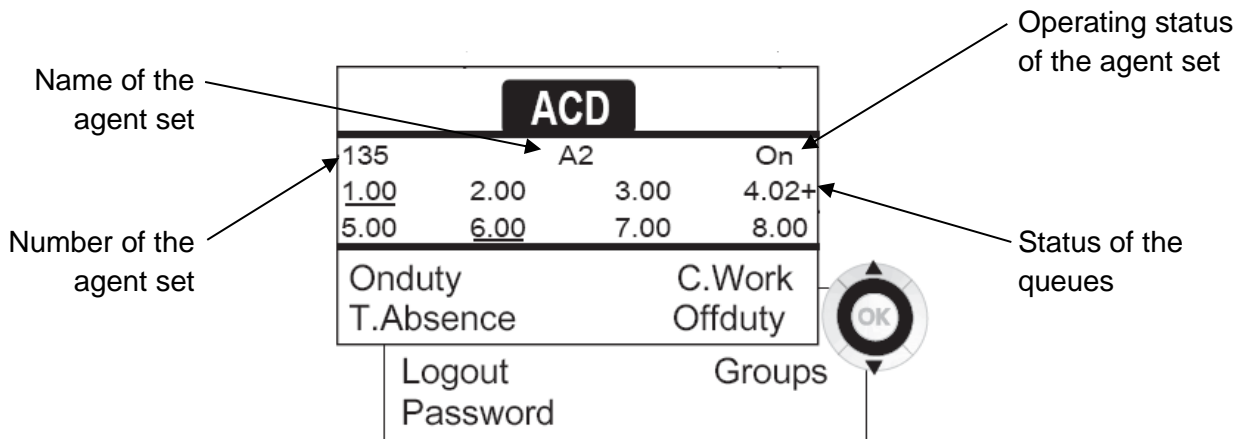 Operating status
of the agent set
Name of the
agent set
ACD
135 A2 On
1.00 2.00 3.00 4.02+
5.00 6.00 7.00 8.00
Number of the
agent set
Status of the
queues
Onduty C.Work
T.Absence Offduty
OK
Logout Groups
Password